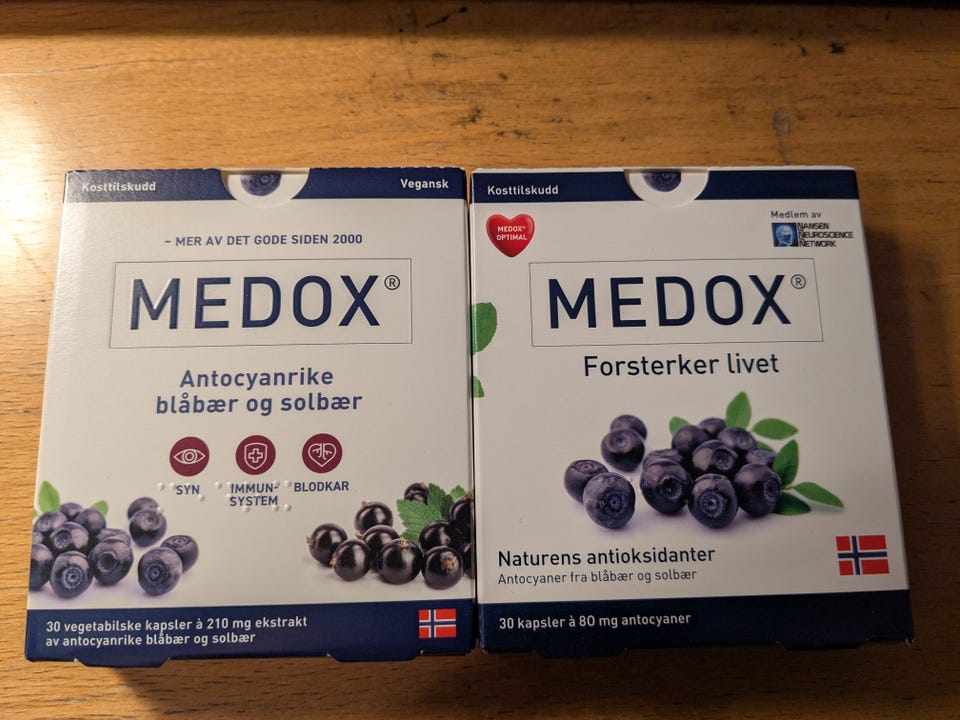 Kosttilskudd
Vegansk
– MER AV DET GODE SIDEN 2000
MEDOX®
Antocyanrike
blåbær og solbær
SYN
IMMUN-
SYSTEM
BLODKAR
30 vegetabilske kapsler à 210 mg ekstrakt
av antocyanrike blåbær og solbær
Kosttilskudd
MEDOX®
OPTIMAL
Medlem av
NANSEN
NEUROSCIENCE
NETWORK
MEDOX®
Forsterker livet
Naturens antioksidanter
Antocyaner fra blåbær og solbær
30 kapsler à 80 mg antocyaner